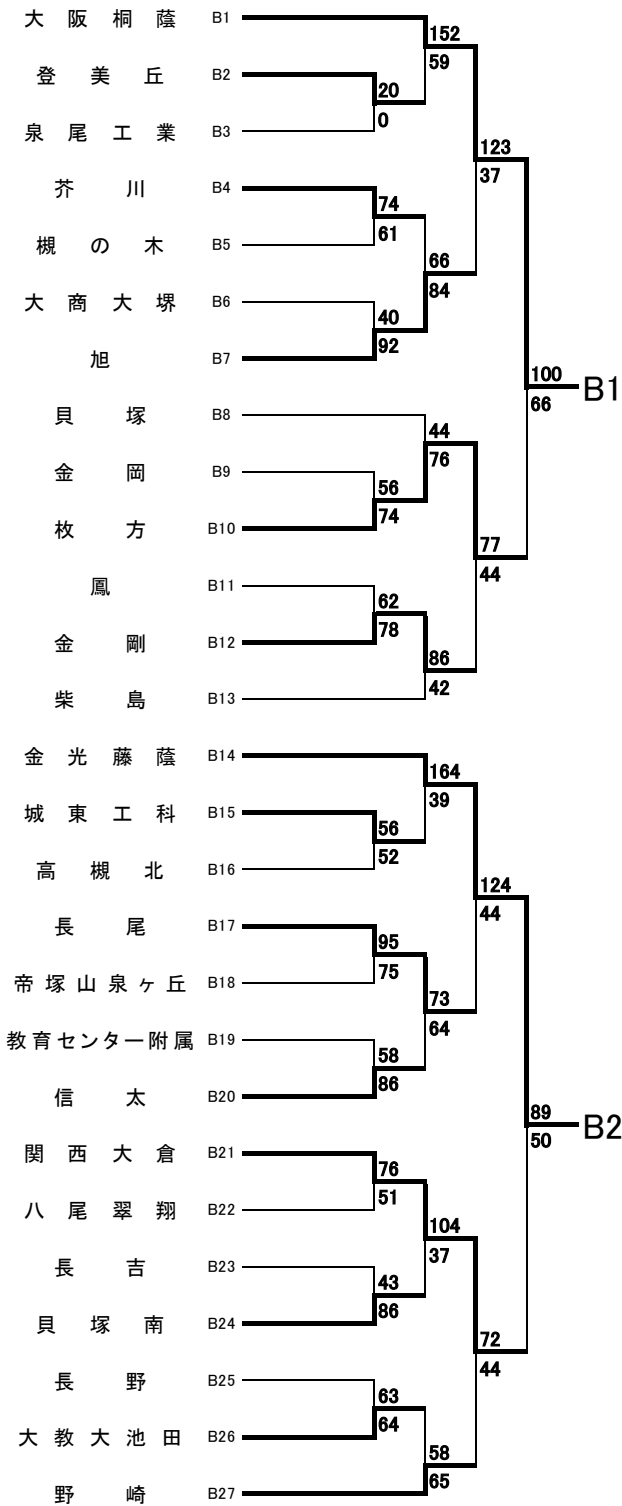 大阪桐蔭 B1
152
59
登美丘 B2
20
0
泉尾工業 B3
123
37
芥川 B4
74
61
槻の木 B5
66
84
大商大堺 B6
40
92
旭 B7
100
66
B1
貝塚 B8
44
76
金岡 B9
56
74
枚方 B10
77
44
鳳 B11
62
78
金剛 B12
86
42
柴島 B13
金光藤蔭 B14
164
39
城東工科 B15
56
52
高槻北 B16
124
44
長尾 B17
95
75
帝塚山泉ヶ丘 B18
73
64
教育センター附属 B19
58
86
信太 B20
89
50
B2
関西大倉 B21
76
51
八尾翠翔 B22
104
37
長吉 B23
43
86
貝塚南 B24
72
44
長野 B25
63
64
大教大池田 B26
58
65
野崎 B27